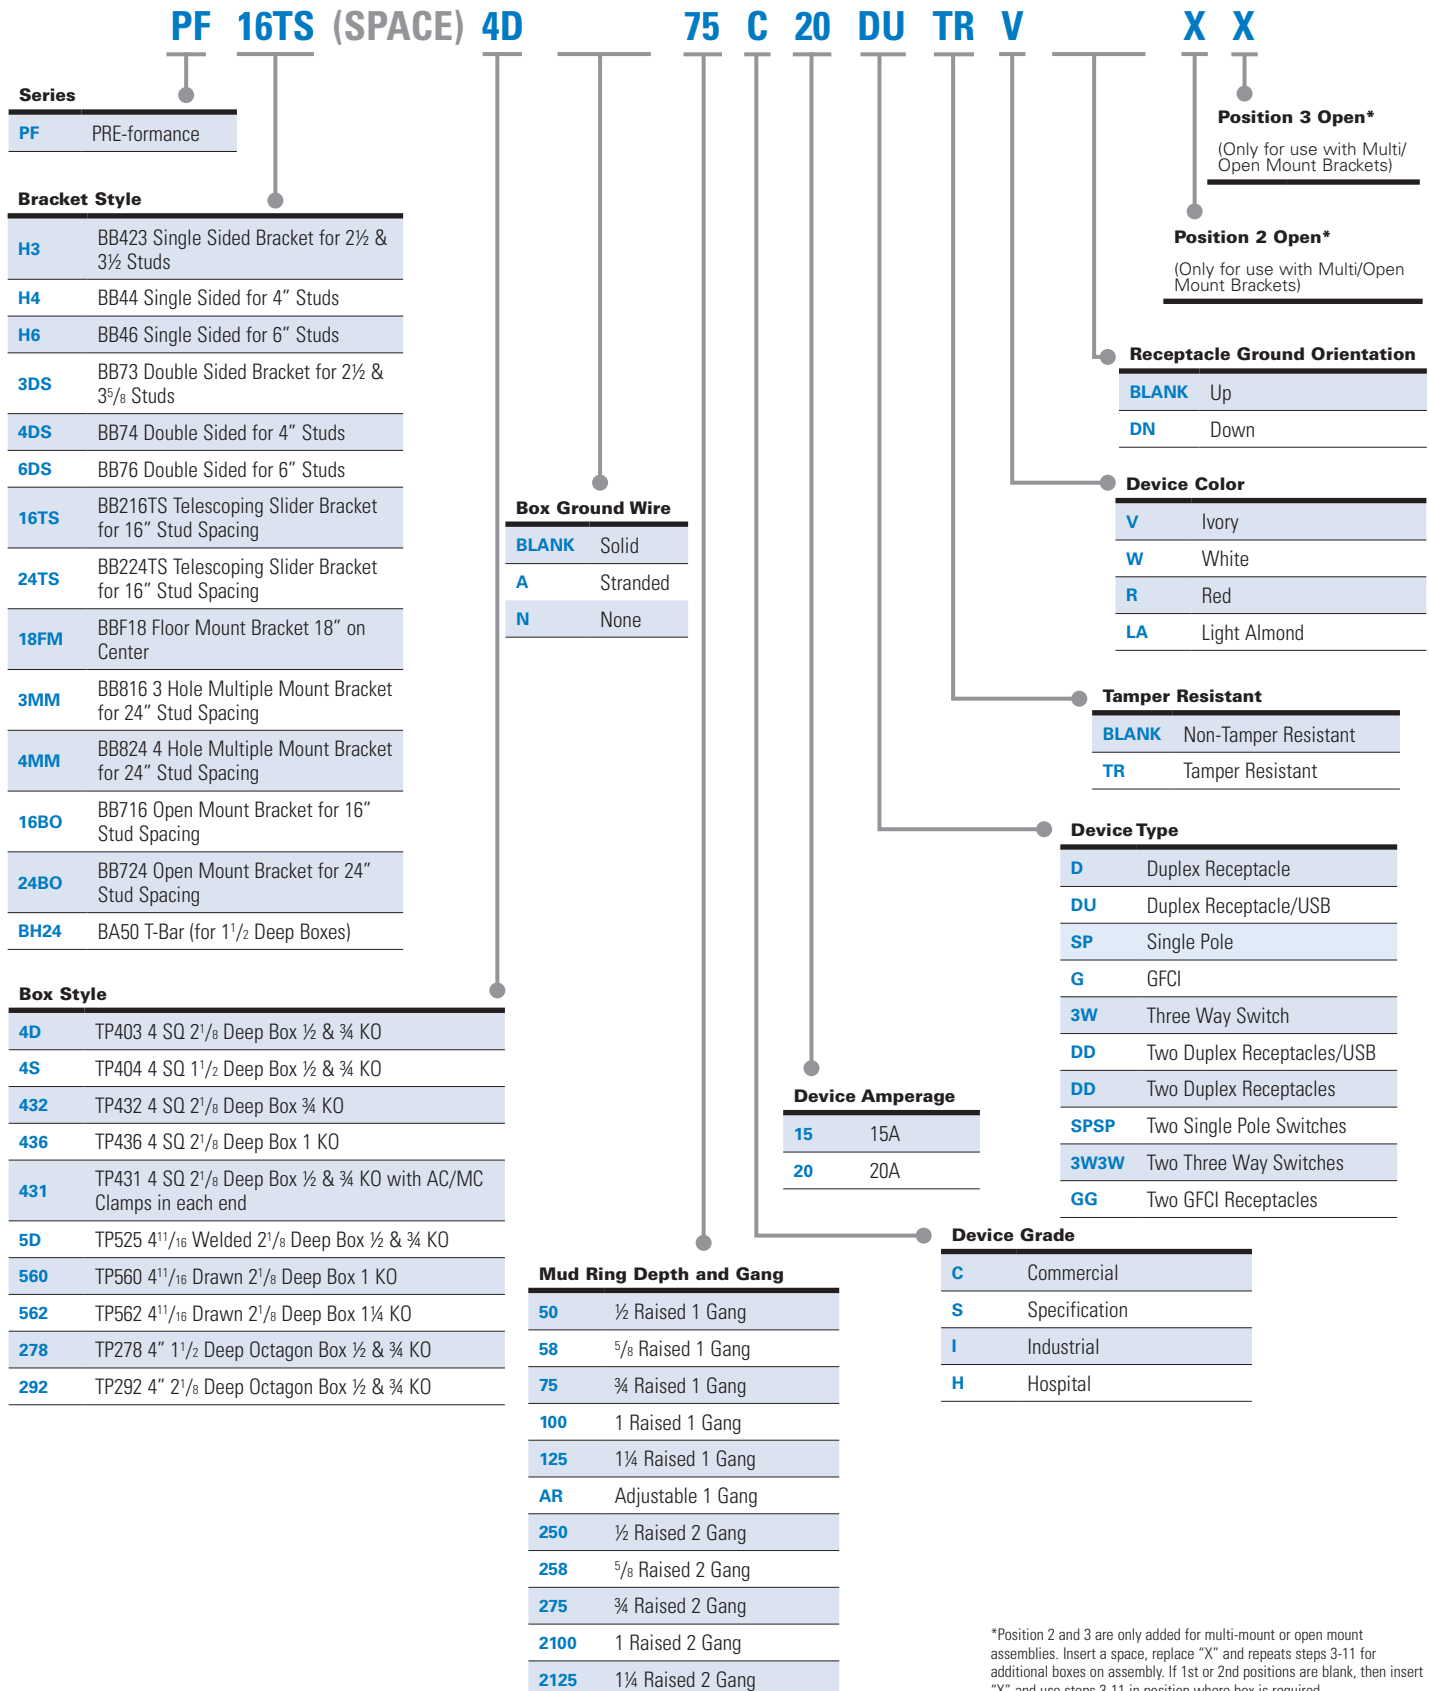 PF 16TS (SPACE) 4D 75 C 20 DU TR V X X
Series
PF PRE-formance
Bracket Style
H3 BB423 Single Sided Bracket for 2½ &
3½ Studs
H4 BB44 Single Sided for 4” Studs
H6 BB46 Single Sided for 6” Studs
3DS BB73 Double Sided Bracket for 2½ &
3⁵/₈ Studs
4DS BB74 Double Sided for 4” Studs
6DS BB76 Double Sided for 6” Studs
16TS BB216TS Telescoping Slider Bracket
for 16” Stud Spacing
24TS BB224TS Telescoping Slider Bracket
for 16” Stud Spacing
18FM BBF18 Floor Mount Bracket 18” on
Center
3MM BB816 3 Hole Multiple Mount Bracket
for 24” Stud Spacing
4MM BB824 4 Hole Multiple Mount Bracket
for 24” Stud Spacing
16BO BB716 Open Mount Bracket for 16”
Stud Spacing
24BO BB724 Open Mount Bracket for 24”
Stud Spacing
BH24 BA50 T-Bar (for 1¹/₂ Deep Boxes)
Box Style
4D TP403 4 SQ 2¹/₈ Deep Box ½ & ¾ KO
4S TP404 4 SQ 1¹/₂ Deep Box ½ & ¾ KO
432 TP432 4 SQ 2¹/₈ Deep Box ¾ KO
436 TP436 4 SQ 2¹/₈ Deep Box 1 KO
431 TP431 4 SQ 2¹/₈ Deep Box ½ & ¾ KO with AC/MC
Clamps in each end
5D TP525 4¹¹/₁₆ Welded 2¹/₈ Deep Box ½ & ¾ KO
560 TP560 4¹¹/₁₆ Drawn 2¹/₈ Deep Box 1 KO
562 TP562 4¹¹/₁₆ Drawn 2¹/₈ Deep Box 1¼ KO
278 TP278 4” 1¹/₂ Deep Octagon Box ½ & ¾ KO
292 TP292 4” 2¹/₈ Deep Octagon Box ½ & ¾ KO
Box Ground Wire
BLANK Solid
A Stranded
N None
Mud Ring Depth and Gang
50 ½ Raised 1 Gang
58 ⁵/₈ Raised 1 Gang
75 ¾ Raised 1 Gang
100 1 Raised 1 Gang
125 1¼ Raised 1 Gang
AR Adjustable 1 Gang
250 ½ Raised 2 Gang
258 ⁵/₈ Raised 2 Gang
275 ¾ Raised 2 Gang
2100 1 Raised 2 Gang
2125 1¼ Raised 2 Gang
Device Grade
C Commercial
S Specification
I Industrial
H Hospital
Device Amperage
15 15A
20 20A
Device Type
D Duplex Receptacle
DU Duplex Receptacle/USB
SP Single Pole
G GFCI
3W Three Way Switch
DD Two Duplex Receptacles/USB
DD Two Duplex Receptacles
SPSP Two Single Pole Switches
3W3W Two Three Way Switches
GG Two GFCI Receptacles
Tamper Resistant
BLANK Non-Tamper Resistant
TR Tamper Resistant
Device Color
V Ivory
W White
R Red
LA Light Almond
Receptacle Ground Orientation
BLANK Up
DN Down
Position 2 Open*
(Only for use with Multi/Open
Mount Brackets)
Position 3 Open*
(Only for use with Multi/
Open Mount Brackets)
*Position 2 and 3 are only added for multi-mount or open mount
assemblies. Insert a space, replace “X” and repeats steps 3-11 for
additional boxes on assembly. If 1st or 2nd positions are blank, then insert
“X” and use steps 3-11 in position where box is required